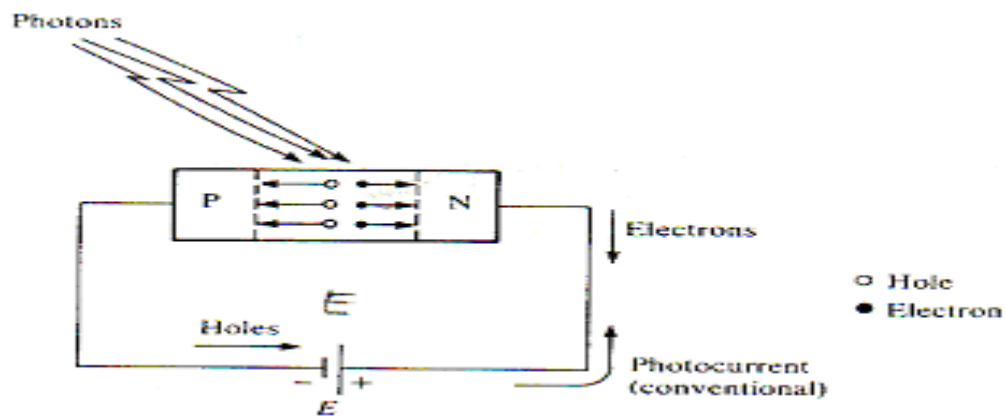 Photons
P
N
Electrons
E
Hole
Electron
Holes
Photocurrent
(conventional)
- +
E